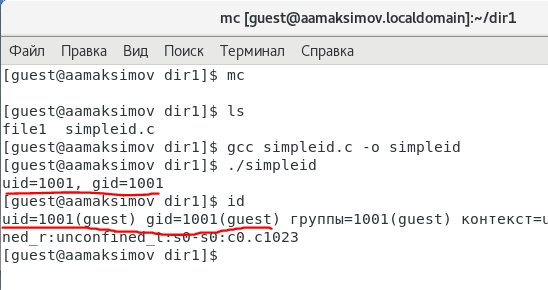 mc [guest@aamaksimov.localdomain]:~/dir1
Файл Правка Вид Поиск Терминал Справка
[guest@aamaksimov dir1]$ mc
[guest@aamaksimov dir1]$ ls
file1  simpleid.c
[guest@aamaksimov dir1]$ gcc simpleid.c -o simpleid
[guest@aamaksimov dir1]$ ./simpleid
uid=1001, gid=1001
[guest@aamaksimov dir1]$ id
uid=1001(guest) gid=1001(guest) группы=1001(guest) контекст=u
ned_r:unconfined_t:s0-s0:c0.c1023
[guest@aamaksimov dir1]$